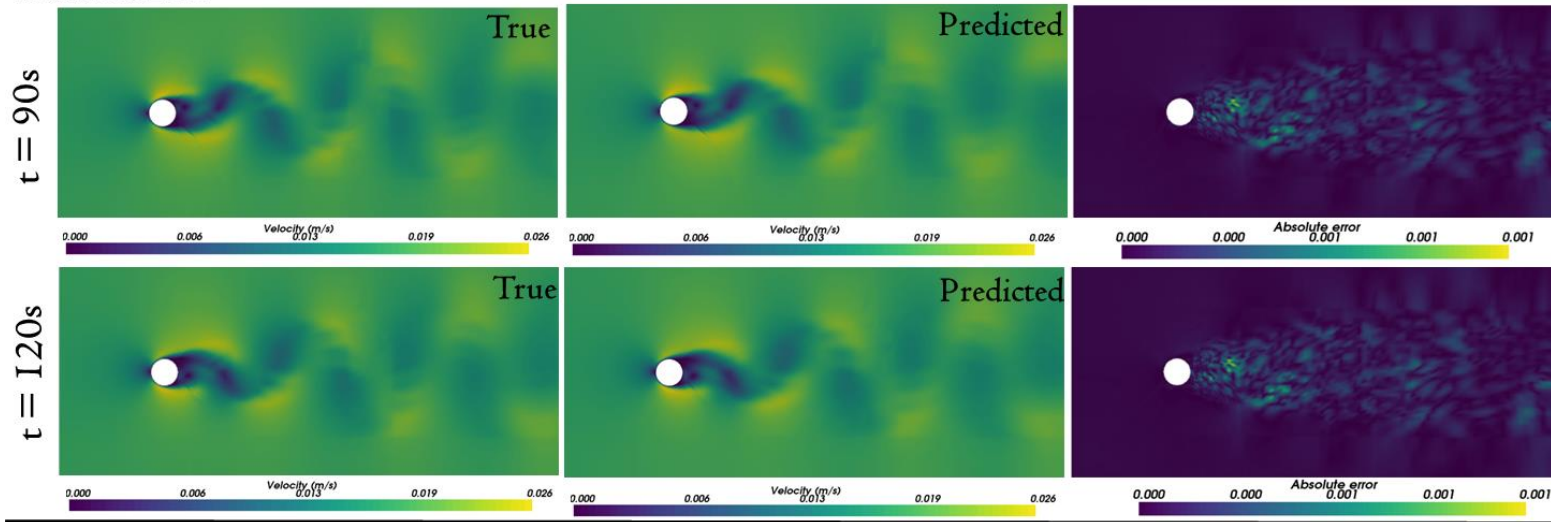 t = 90s
True
Predicted
Velocity (m/s)
0.000 0.006 0.013 0.019 0.026
Velocity (m/s)
0.000 0.006 0.013 0.019 0.026
Absolute error
0.000 0.000 0.001 0.001 0.001
t = 120s
True
Predicted
Velocity (m/s)
0.000 0.006 0.013 0.019 0.026
Velocity (m/s)
0.000 0.006 0.013 0.019 0.026
Absolute error
0.000 0.000 0.001 0.001 0.001